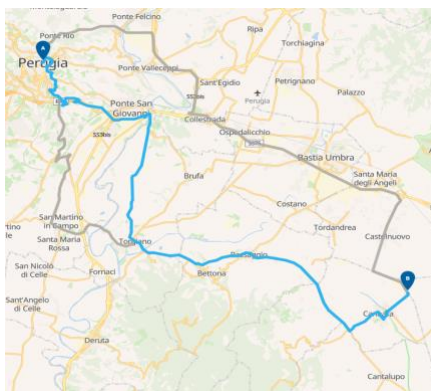 Ponte Rio
Ponte Felcino
A
Perugia
Ripa
Torchiagina
Ponte Valleceppi
Sant'Egidio
Petrignano
Perugia
Palazzo
Ponte San
Giovanni
Collestrada
Ospedalicchio
Bastia Umbra
Brufa
Santa Maria
degli Angeli
Costano
San Martino
in Campo
Santa Maria
Rossa
Tordandrea
Castelnuovo
Torgiano
Passaggio
San Nicolò
di Celle
Fornaci
Bettona
B
Sant'Angelo
di Celle
Cannara
Deruta
Cantalupo